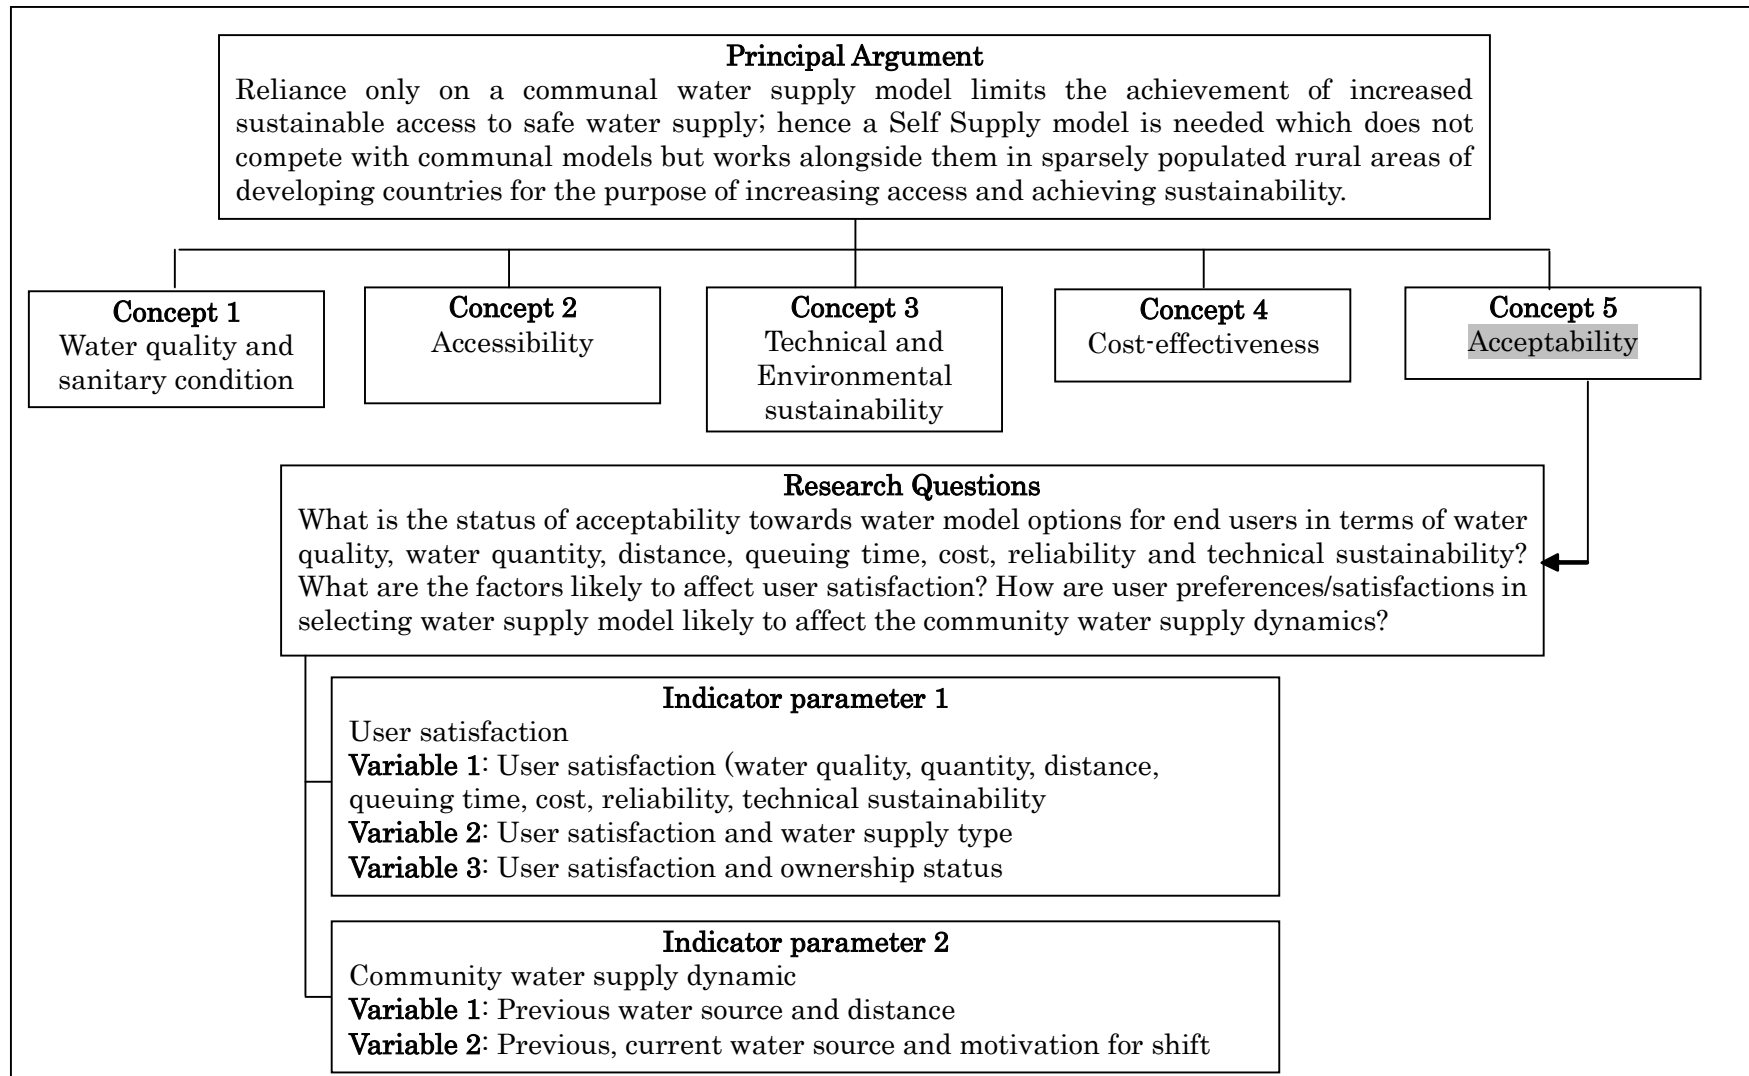 Principal Argument
Reliance only on a communal water supply model limits the achievement of increased
sustainable access to safe water supply; hence a Self Supply model is needed which does not
compete with communal models but works alongside them in sparsely populated rural areas of
developing countries for the purpose of increasing access and achieving sustainability.
Concept 1
Water quality and
sanitary condition
Concept 2
Accessibility
Concept 3
Technical and
Environmental
sustainability
Concept 4
Cost-effectiveness
Concept 5
Acceptability
Research Questions
What is the status of acceptability towards water model options for end users in terms of water
quality, water quantity, distance, queuing time, cost, reliability and technical sustainability?
What are the factors likely to affect user satisfaction? How are user preferences/satisfactions in
selecting water supply model likely to affect the community water supply dynamics?
Indicator parameter 1
User satisfaction
Variable 1: User satisfaction (water quality, quantity, distance,
queuing time, cost, reliability, technical sustainability
Variable 2: User satisfaction and water supply type
Variable 3: User satisfaction and ownership status
Indicator parameter 2
Community water supply dynamic
Variable 1: Previous water source and distance
Variable 2: Previous, current water source and motivation for shift